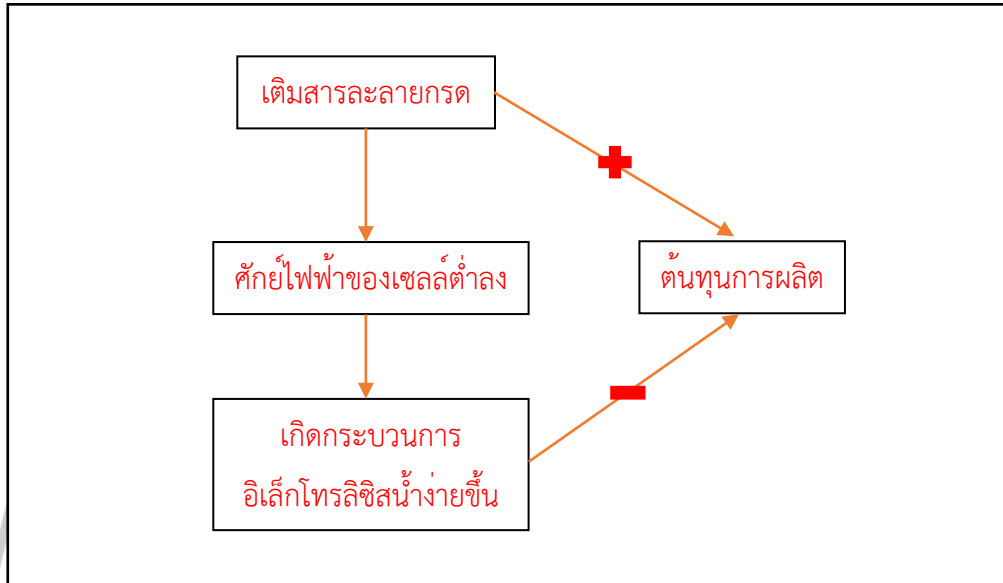 เติมสารละลายกรด
ศักย์ไฟฟ้าของเซลล์ต่ำลง
ต้นทุนการผลิต
เกิดกระบวนการ
อิเล็กโทรลิซิสน้ำง่ายขึ้น